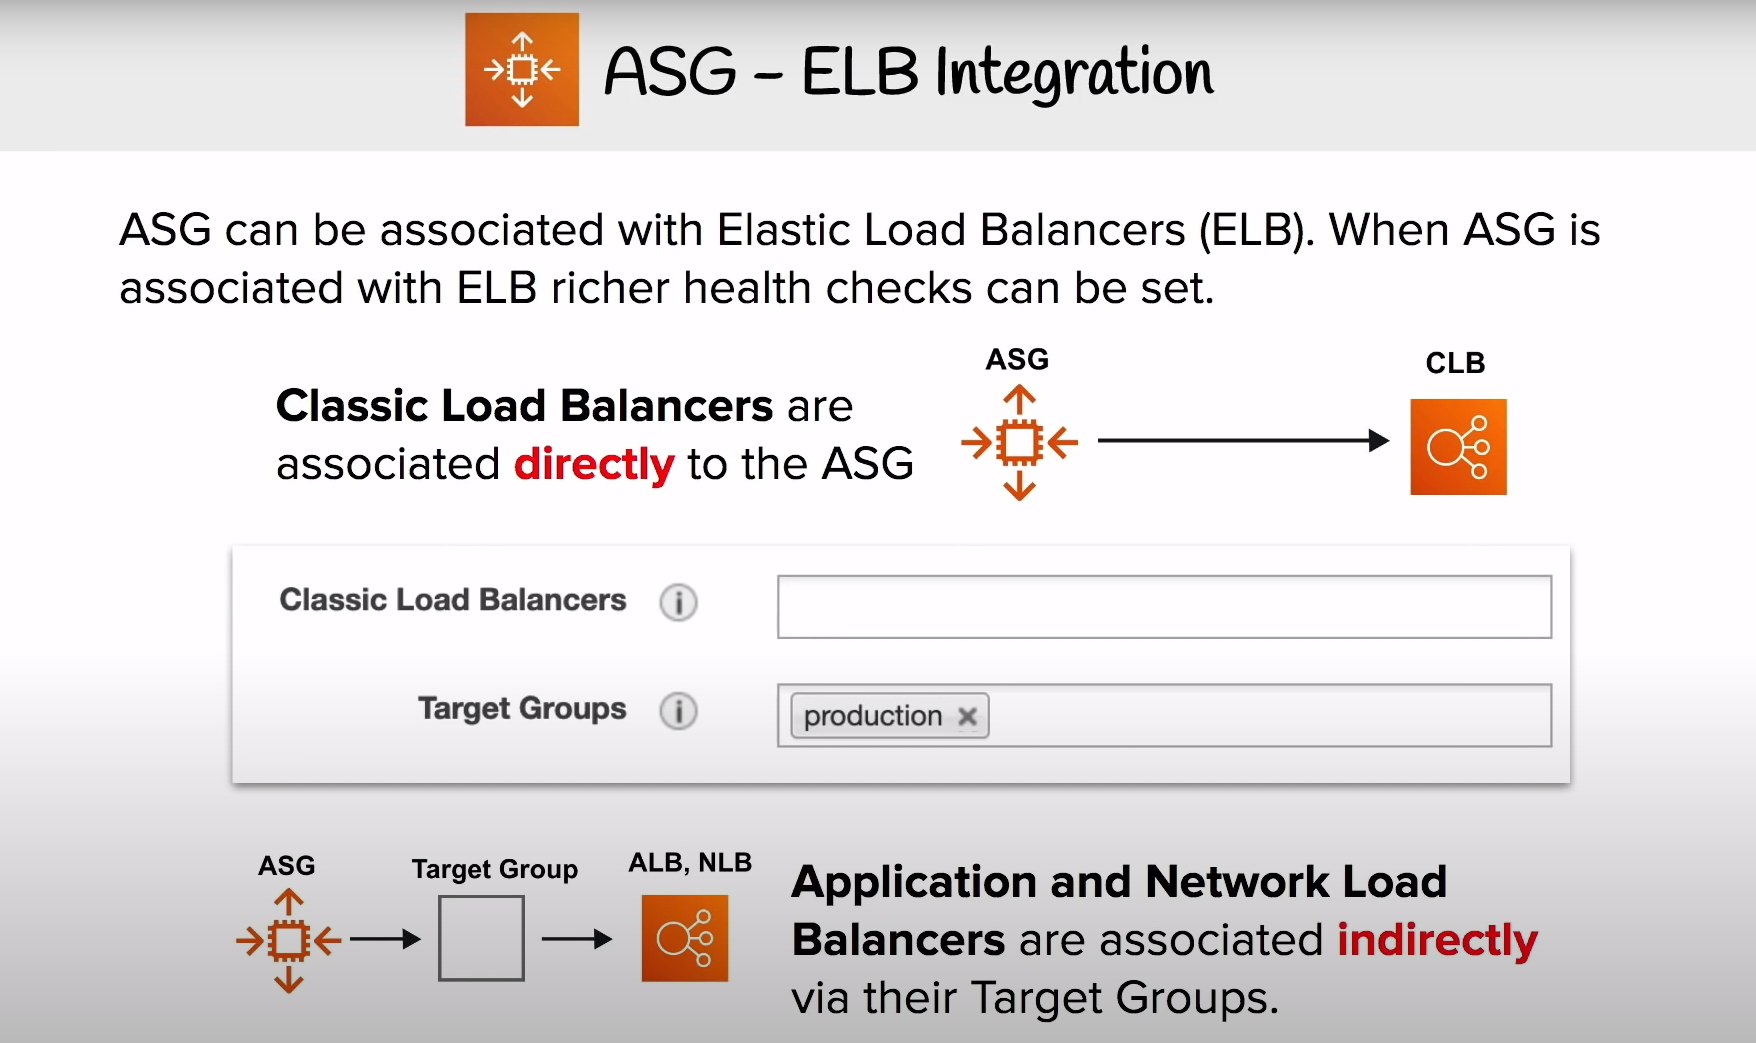 ASG – ELB Integration
ASG can be associated with Elastic Load Balancers (ELB). When ASG is
associated with ELB richer health checks can be set.
Classic Load Balancers are
associated directly to the ASG
ASG
CLB
Classic Load Balancers i
Target Groups i production ×
ASG
Target Group
ALB, NLB
Application and Network Load
Balancers are associated indirectly
via their Target Groups.